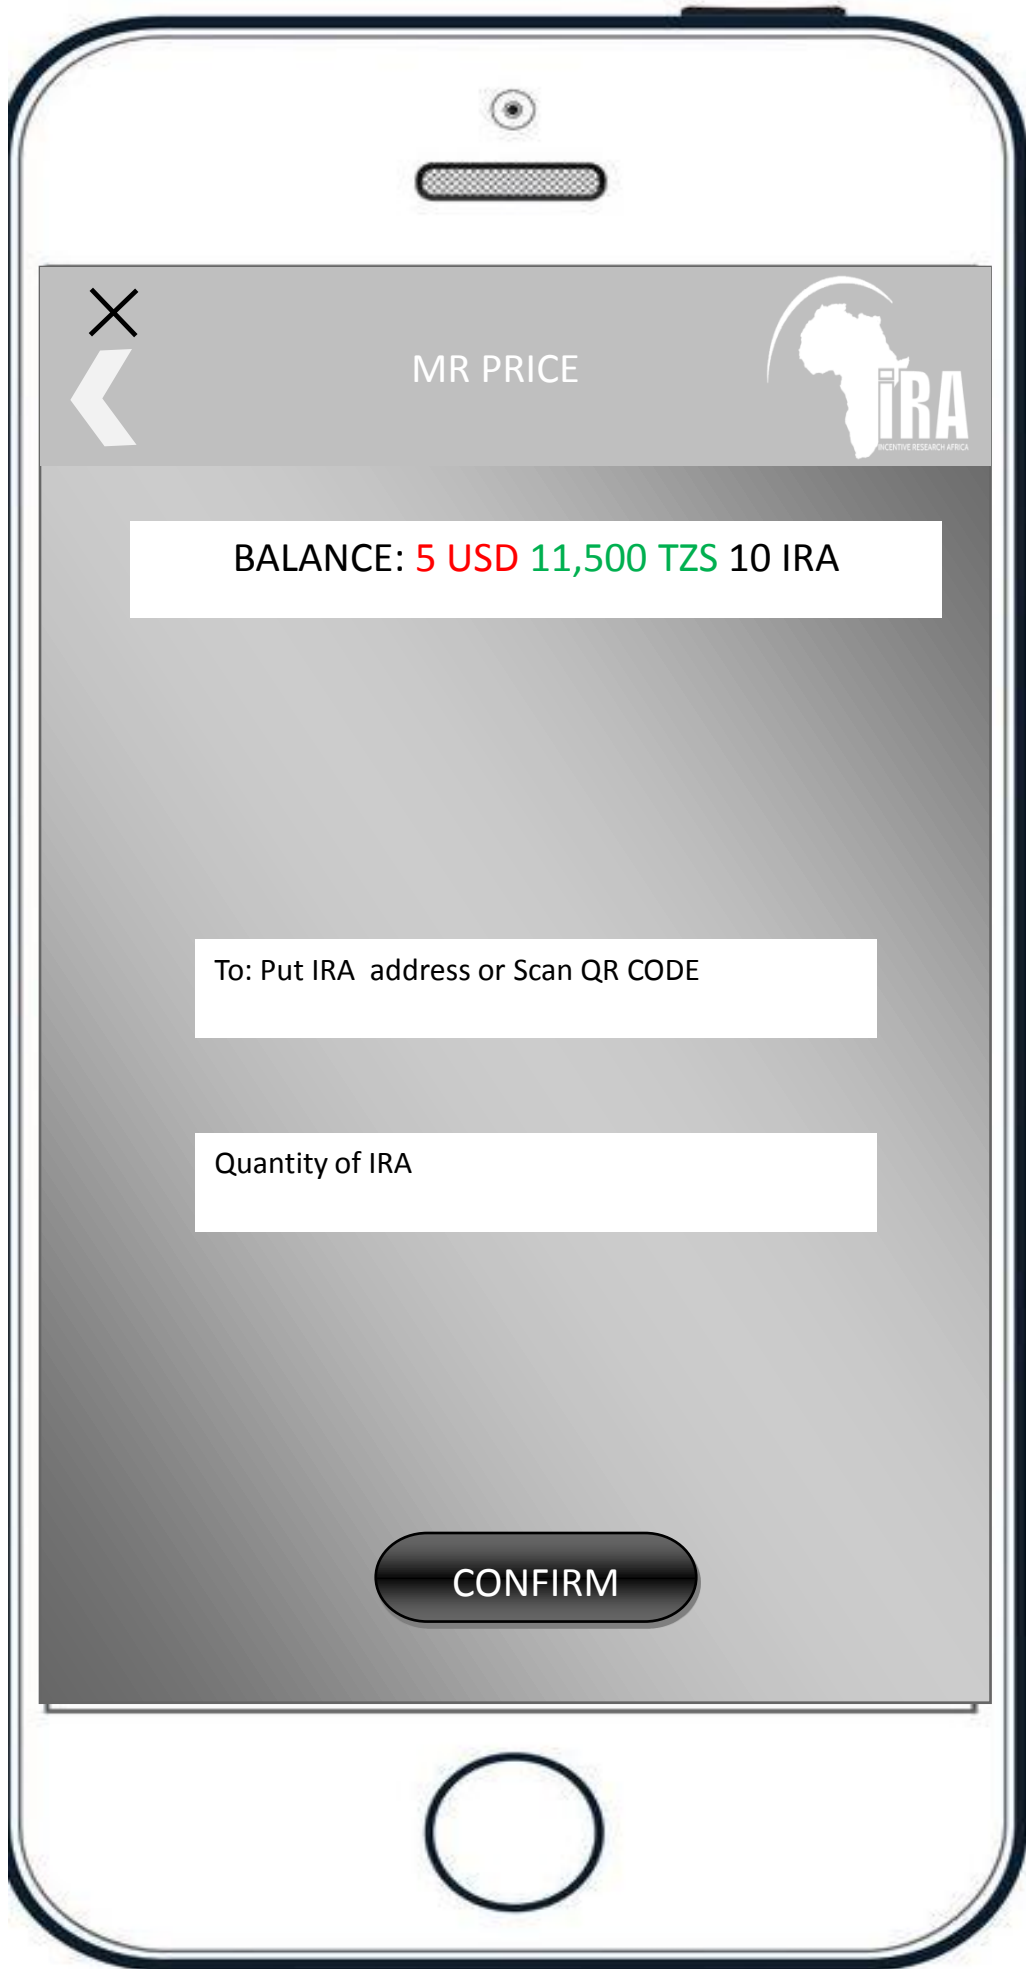 MR PRICE
iRA
INCENTIVE RESEARCH AFRICA
BALANCE: 5 USD 11,500 TZS 10 IRA
To: Put IRA  address or Scan QR CODE
Quantity of IRA
CONFIRM